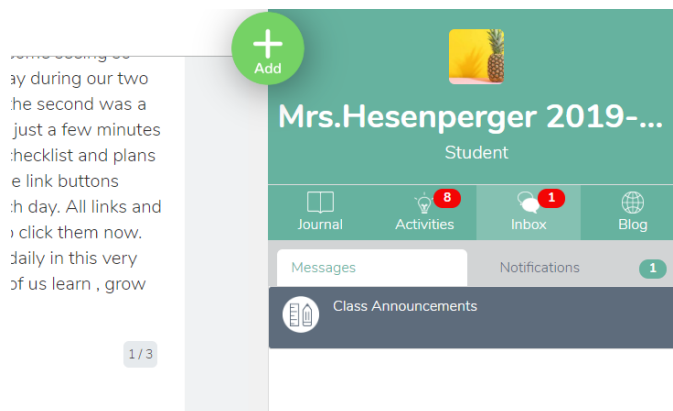 ay during our two
the second was a
just a few minutes
checklist and plans
e link buttons
h day. All links and
click them now.
daily in this very
of us learn , grow
1 / 3
Add
Mrs.Hesenperger 2019-...
Student
Journal
Activities
8
Inbox
1
Blog
Messages
Notifications
1
Class Announcements